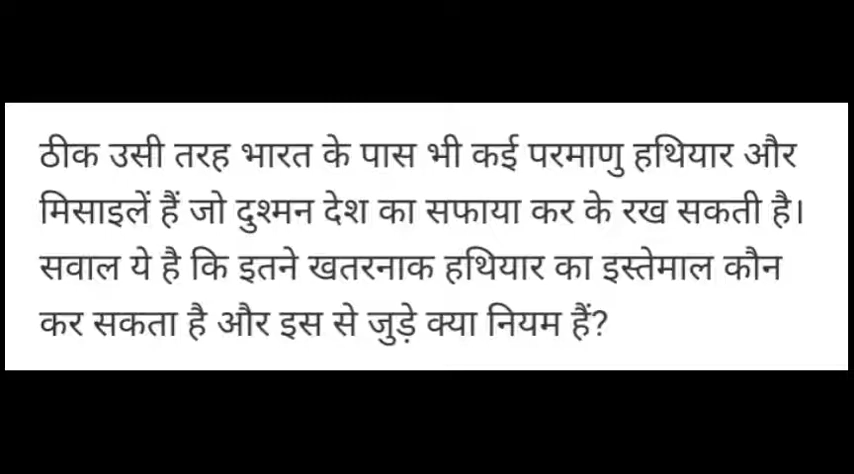 ठीक उसी तरह भारत के पास भी कई परमाणु हथियार और
मिसाइलें हैं जो दुश्मन देश का सफाया कर के रख सकती है।
सवाल ये है कि इतने खतरनाक हथियार का इस्तेमाल कौन
कर सकता है और इस से जुड़े क्या नियम हैं?